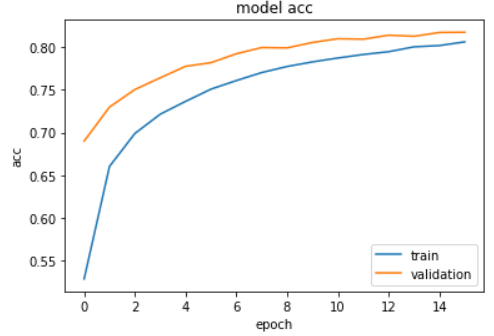 model acc
acc
0.80
0.75
0.70
0.65
0.60
0.55
0 2 4 6 8 10 12 14
epoch
train
validation